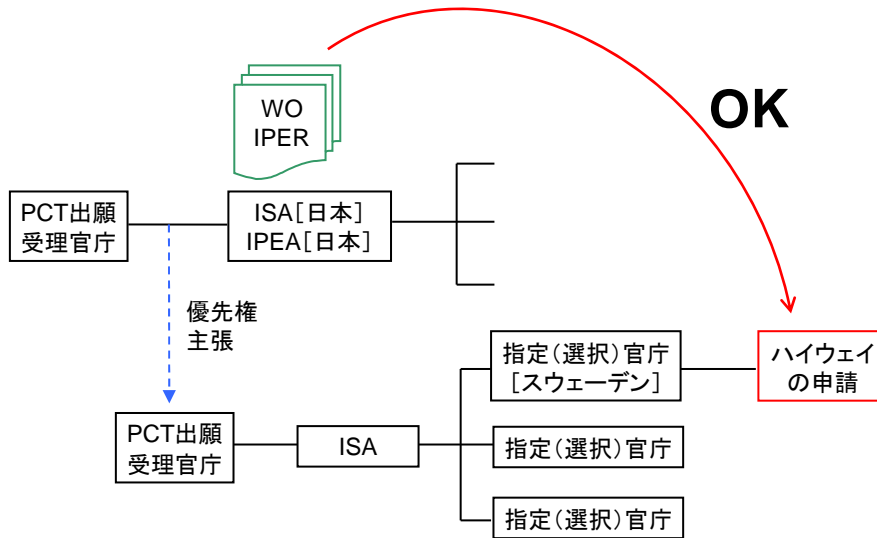 WO
IPER
OK
PCT出願
受理官庁
ISA[日本]
IPEA[日本]
優先権
主張
指定(選択)官庁
[スウェーデン]
ハイウェイ
の申請
PCT出願
受理官庁
ISA
指定(選択)官庁
指定(選択)官庁